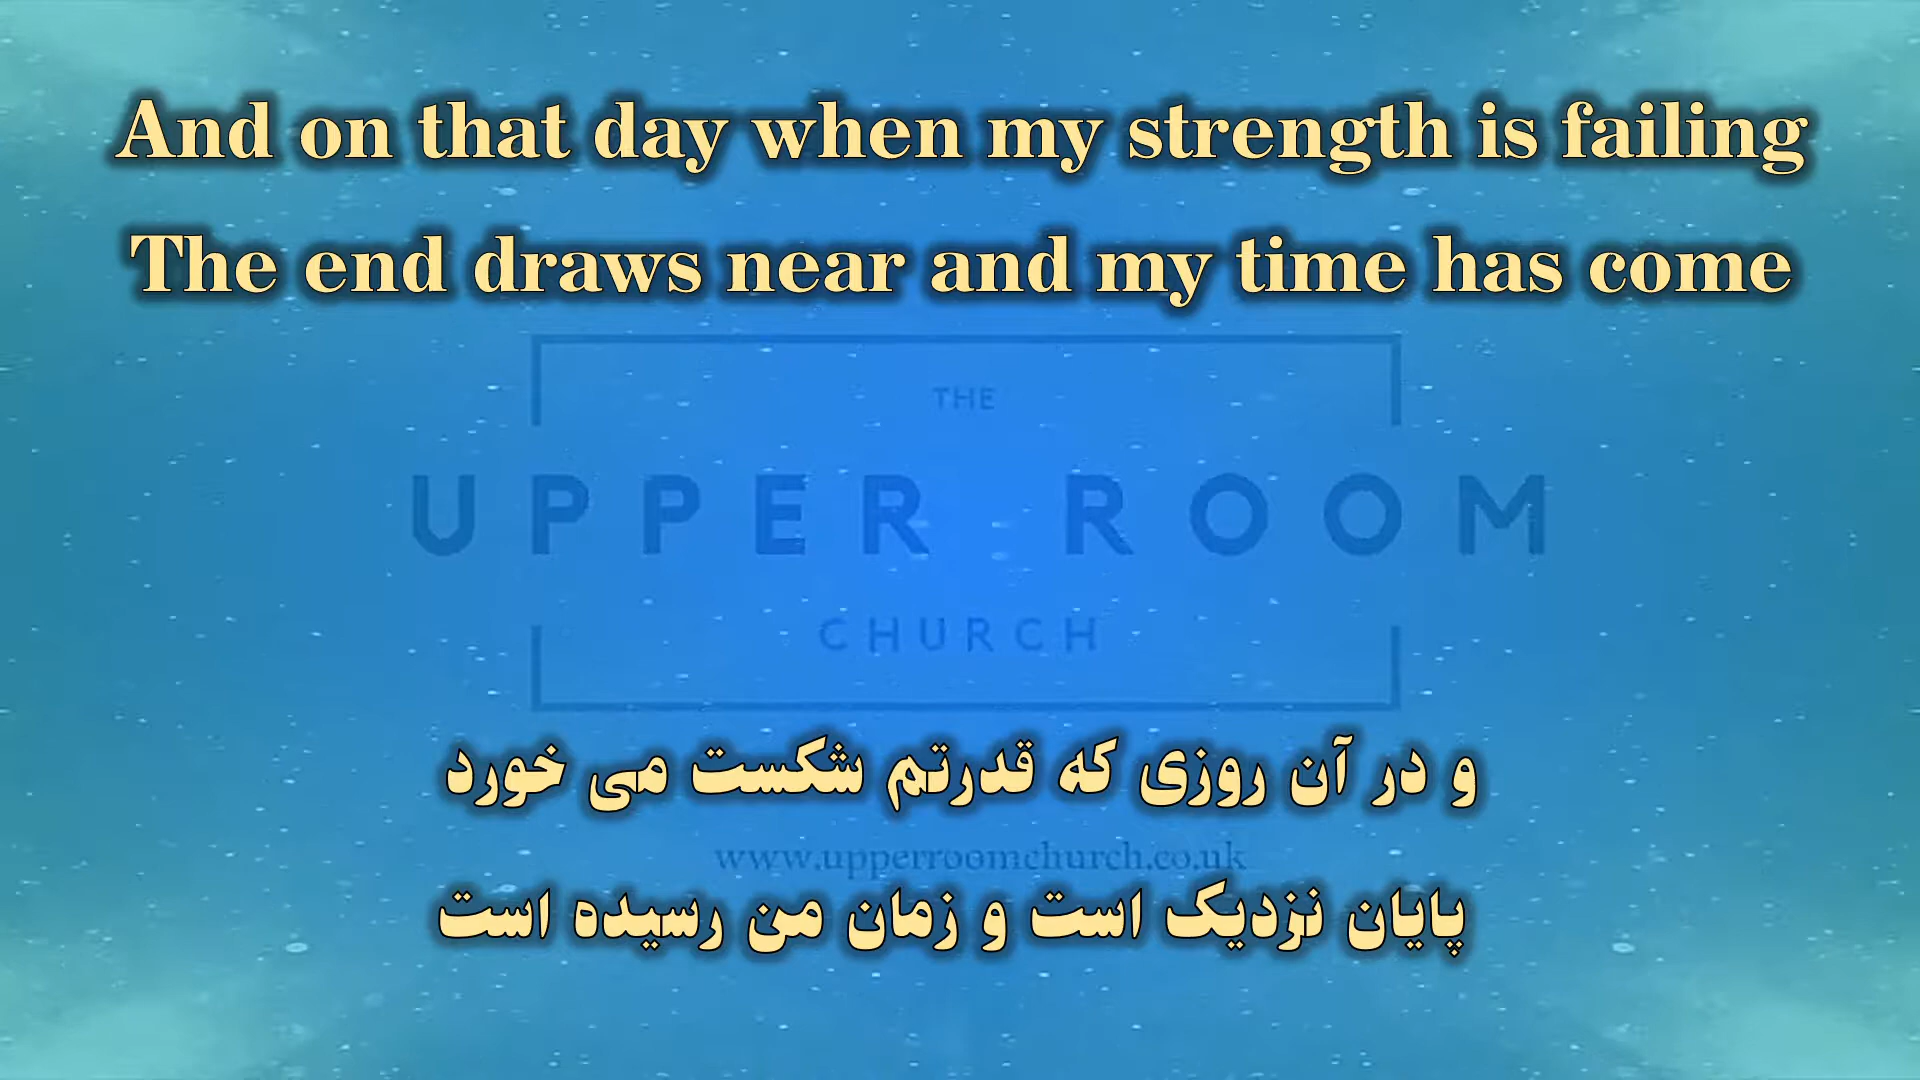 And on that day when my strength is failing
The end draws near and my time has come
THE
UPPER ROOM
CHURCH
و در آن روزی که قدرتم شکست می خورد
www.upperroomchurch.co.uk
پایان نزدیک است و زمان من رسیده است